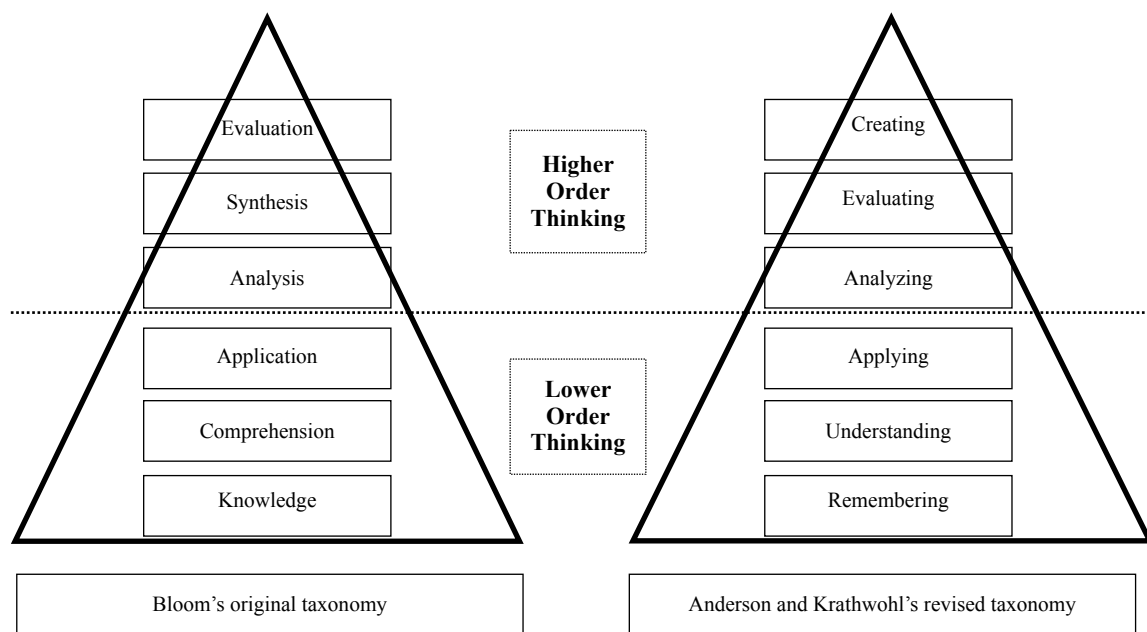 Evaluation
Synthesis
Analysis
Application
Comprehension
Knowledge
Bloom’s original taxonomy
Higher
Order
Thinking
Lower
Order
Thinking
Creating
Evaluating
Analyzing
Applying
Understanding
Remembering
Anderson and Krathwohl’s revised taxonomy